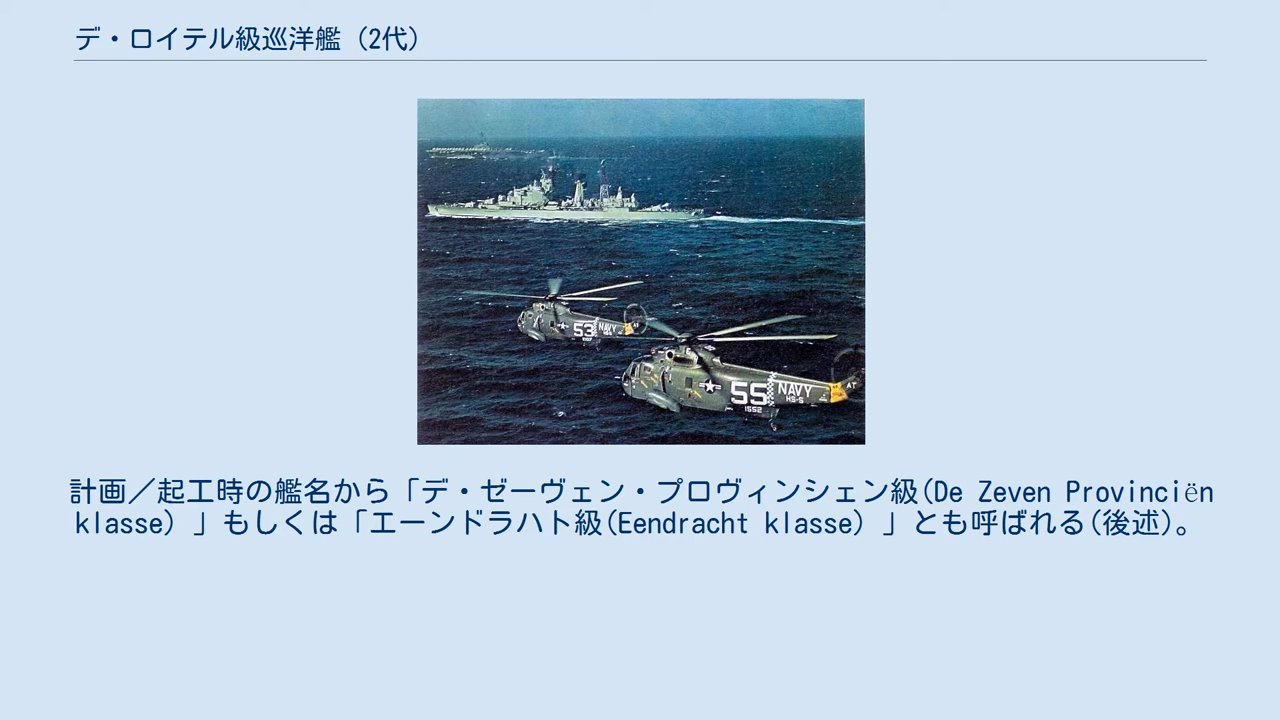 デ・ロイテル級巡洋艦（2代）
53 NAVY
55 NAVY AT
HS-5
1552
計画／起工時の艦名から「デ・ゼーヴェン・プロヴィンシェン級(De Zeven Provinciën
klasse）」もしくは「エーンドラハト級(Eendracht klasse）」とも呼ばれる(後述)。